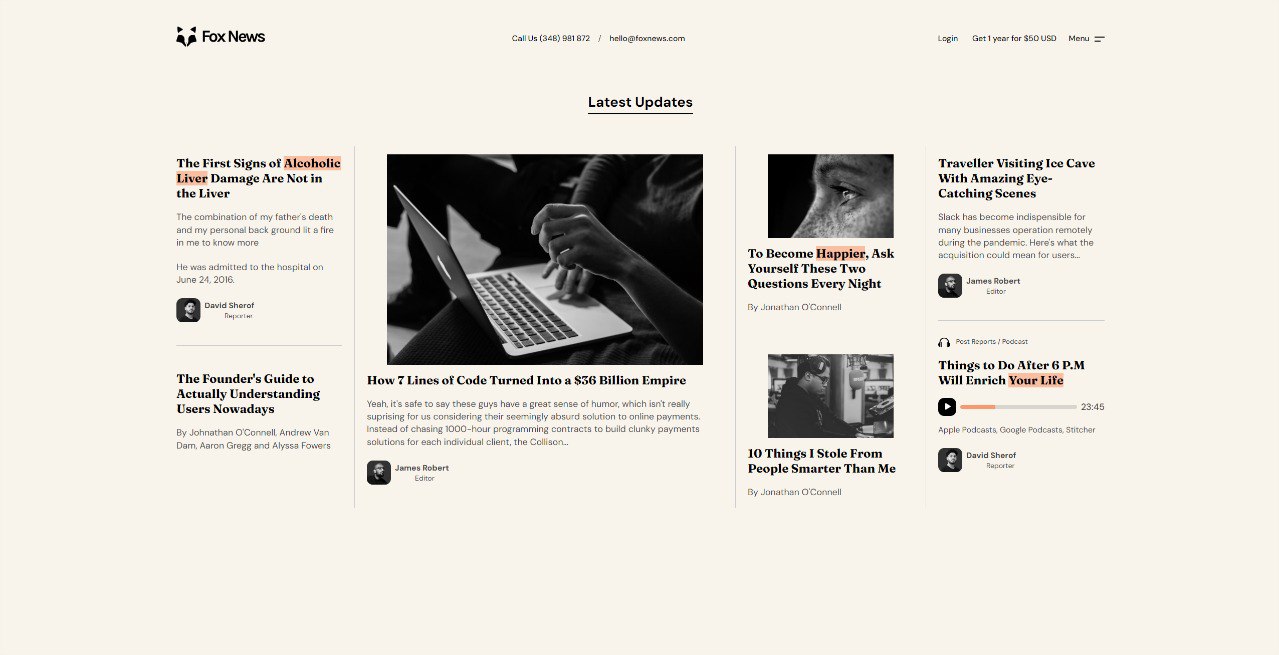 Fox News
Call Us (348) 981 872 / hello@foxnews.com
Login Get 1 year for $50 USD Menu
Latest Updates
The First Signs of Alcoholic
Liver Damage Are Not in
the Liver
The combination of my father's death
and my personal back ground lit a fire
in me to know more
He was admitted to the hospital on
June 24, 2016.
David Sherof
Reporter
The Founder's Guide to
Actually Understanding
Users Nowadays
By Johnathan O'Connell, Andrew Van
Dam, Aaron Gregg and Alyssa Fowers
How 7 Lines of Code Turned Into a $36 Billion Empire
Yeah, it's safe to say these guys have a great sense of humor, which isn't really
suprising for us considering their seemingly absurd solution to online payments.
Instead of chasing 1000-hour programming contracts to build clunky payments
solutions for each individual client, the Collison...
James Robert
Editor
To Become Happier, Ask
Yourself These Two
Questions Every Night
By Jonathan O'Connell
10 Things I Stole From
People Smarter Than Me
By Jonathan O'Connell
Traveller Visiting Ice Cave
With Amazing Eye-
Catching Scenes
Slack has become indispensible for
many businesses operation remotely
during the pandemic. Here's what the
acquisition could mean for users...
James Robert
Editor
Post Reports / Podcast
Things to Do After 6 P.M
Will Enrich Your Life
23:45
Apple Podcasts, Google Podcasts, Stitcher
David Sherof
Reporter